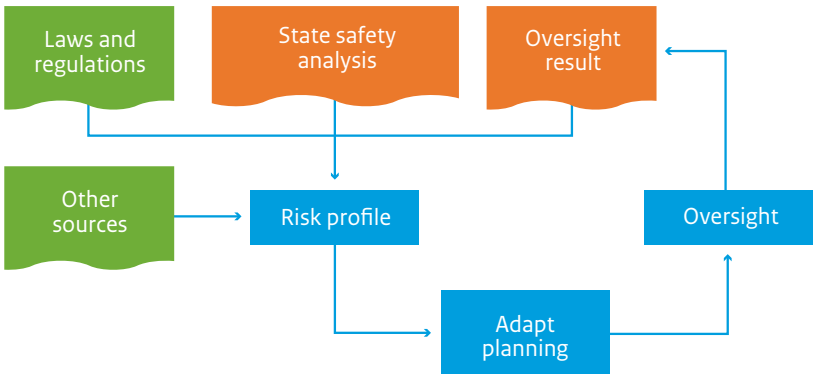 Laws and
regulations
State safety
analysis
Oversight
result
Other
sources
Risk profile
Oversight
Adapt
planning